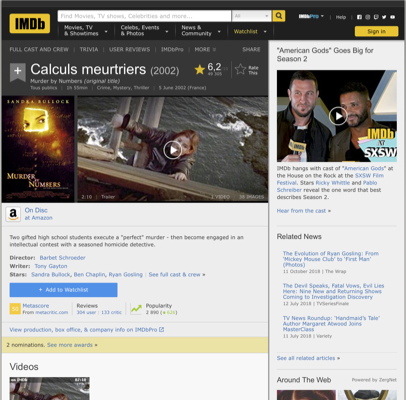 IMDb
Find Movies, TV shows, Celebrities and more...
All
IMDbPro
Help
Movies, TV & Showtimes
Celebs, Events & Photos
News & Community
Watchlist
Sign in
FULL CAST AND CREW | TRIVIA | USER REVIEWS | IMDbPro | MORE
SHARE
Calculs meurtriers (2002)
Murder by Numbers (original title)
Tous publics | 1h 55min | Crime, Mystery, Thriller | 5 June 2002 (France)
6,2
Rate This
SANDRA BULLOCK
MURDER BY NUMBERS
2:10 | Trailer
1 VIDEO
On Disc
at Amazon
Two gifted high school students execute a "perfect" murder - then become engaged in an intellectual contest with a seasoned homicide detective.
Director: Barbet Schroeder
Writer: Tony Gayton
Stars: Sandra Bullock, Ben Chaplin, Ryan Gosling | See full cast & crew »
+ Add to Watchlist
Metascore
From metacritic.com
Reviews
304 user | 133 critic
Popularity
View production, box office, & company info on IMDbPro
2 nominations. See more awards »
Videos
"American Gods" Goes Big for Season 2
IMDb
at
SXSW
IMDb hangs with cast of "American Gods" at the House on the Rock at the SXSW Film Festival. Stars Ricky Whittle and Pablo Schreiber reveal the one word that best describes Season 2.
Hear from the cast »
Related News
The Evolution of Ryan Gosling: From 'Mickey Mouse Club' to 'First Man' (Photos)
11 October 2018 | The Wrap
The Devil Speaks, Fatal Vows, Evil Lies Here: Nine New and Returning Shows Coming to Investigation Discovery
12 July 2018 | TVSeriesFinale
TV News Roundup: 'Handmaid's Tale' Author Margaret Atwood Joins MasterClass
11 July 2018 | Variety
See all related articles »
Around The Web
Powered by ZergNet